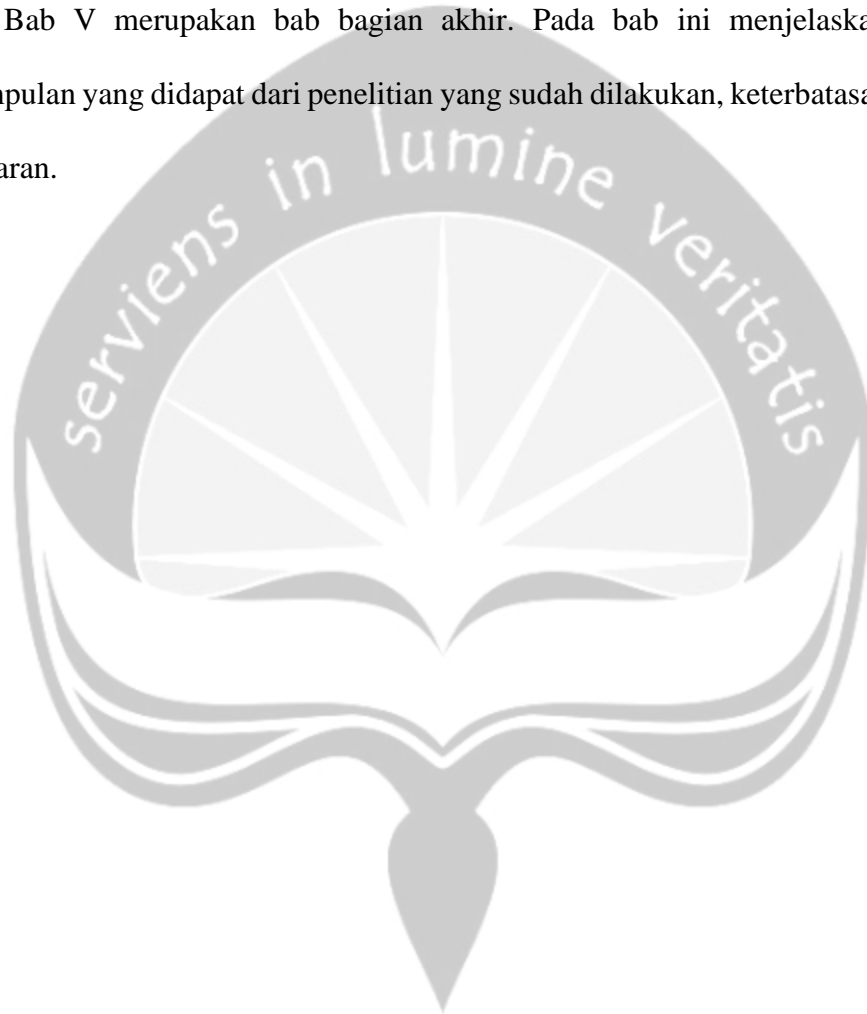 Bab V merupakan bab bagian akhir. Pada bab ini menjelaska
npulan yang didapat dari penelitian yang sudah dilakukan, keterbatasa
aran.
serviens in lumine veritatis